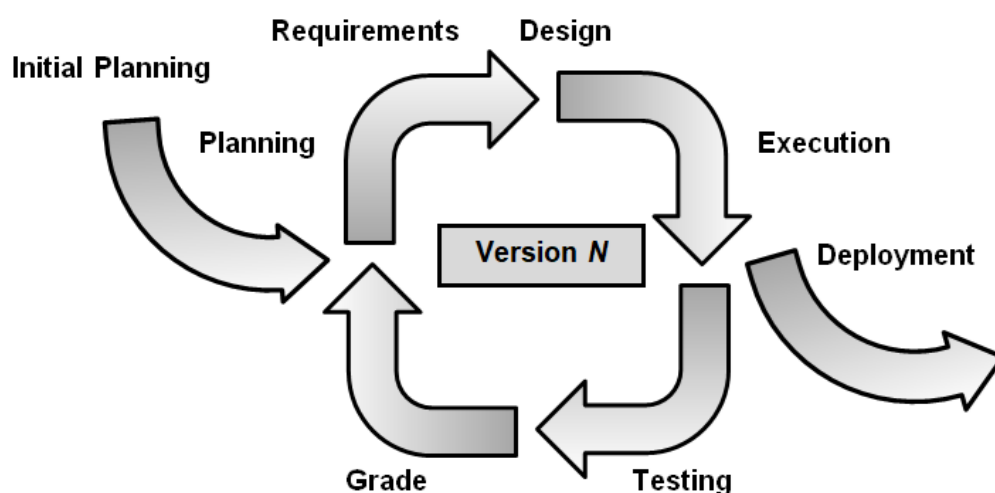 Requirements
Design
Initial Planning
Planning
Execution
Version N
Deployment
Grade
Testing